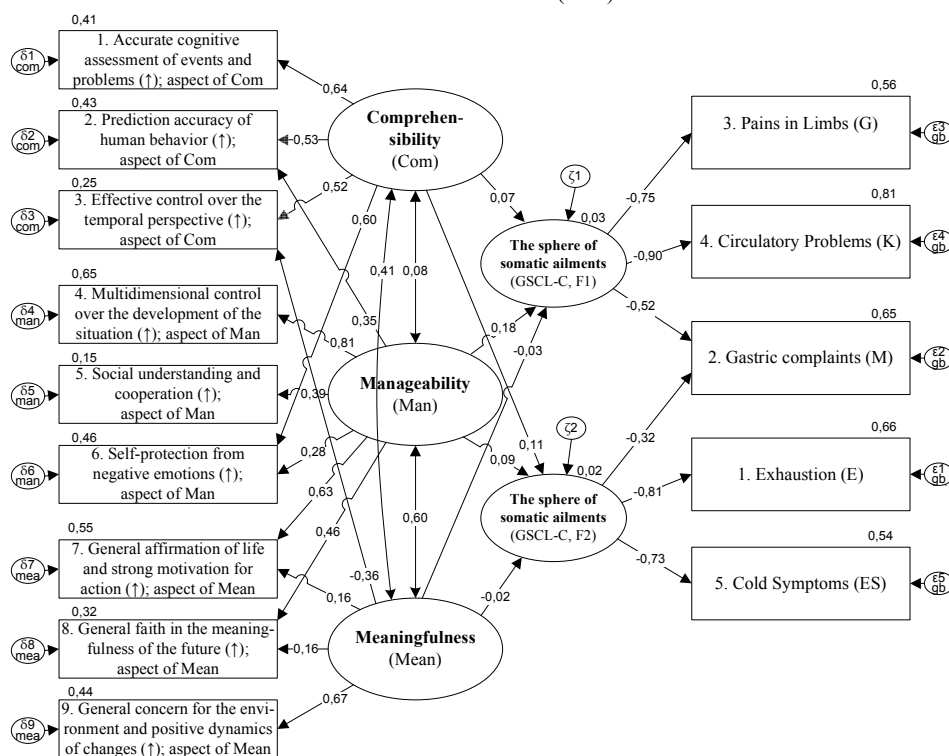 0,41
δ1
com
1. Accurate cognitive
assessment of events and
problems (↑); aspect of Com
0,43
δ2
com
2. Prediction accuracy of
human behavior (↑);
aspect of Com
0,25
δ3
com
3. Effective control over the
temporal perspective (↑);
aspect of Com
0,65
δ4
man
4. Multidimensional control
over the development of the
situation (↑); aspect of Man
0,15
δ5
man
5. Social understanding and
cooperation (↑);
aspect of Man
0,46
δ6
man
6. Self-protection from
negative emotions (↑);
aspect of Man
0,55
δ7
mea
7. General affirmation of life
and strong motivation for
action (↑); aspect of Mean
0,32
δ8
mea
8. General faith in the meaning-
fulness of the future (↑);
aspect of Mean
0,44
δ9
mea
9. General concern for the envi-
ronment and positive dynamics
of changes (↑); aspect of Mean
0,64
0,53
0,52
0,60
0,35
0,81
0,39
0,28
0,63
0,46
-0,36
0,16
0,16
0,67
Comprehen-
sibility
(Com)
0,41
0,08
Manageability
(Man)
0,60
Meaningfulness
(Mean)
0,07
0,18
-0,03
0,11
0,09
-0,02
ζ1
0,03
The sphere of
somatic ailments
(GSCL-C, F1)
ζ2
0,02
The sphere of
somatic ailments
(GSCL-C, F2)
-0,75
-0,90
-0,52
-0,32
-0,81
-0,73
0,56
3. Pains in Limbs (G)
ε3
gb
0,81
4. Circulatory Problems (K)
ε4
gb
0,65
2. Gastric complaints (M)
ε2
gb
0,66
1. Exhaustion (E)
ε1
gb
0,54
5. Cold Symptoms (ES)
ε5
gb